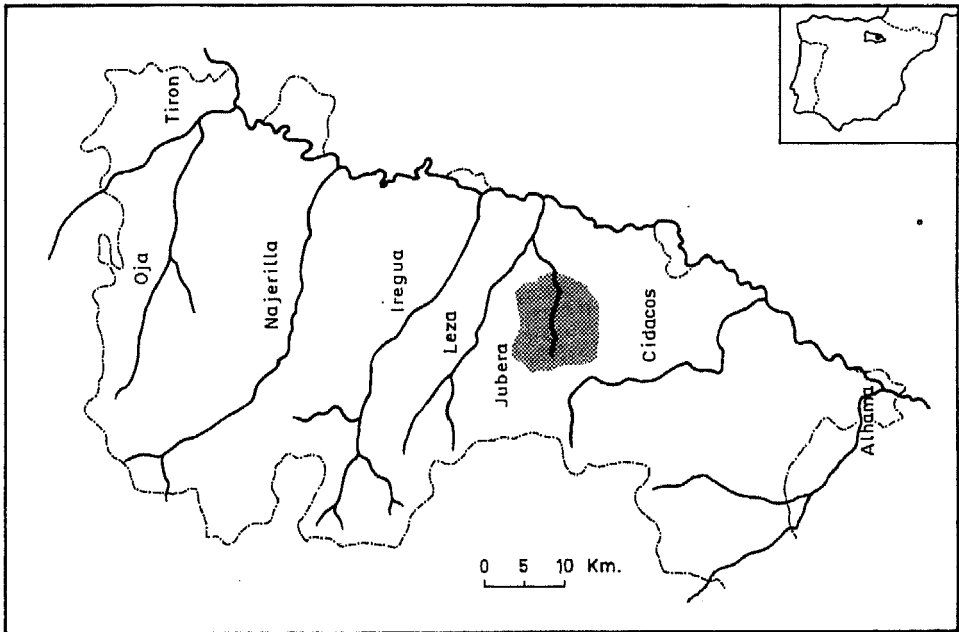 Tiron
Oja
Najerilla
Iregua
Leza
Jubera
Cidacos
Alhama
0 5 10 Km.